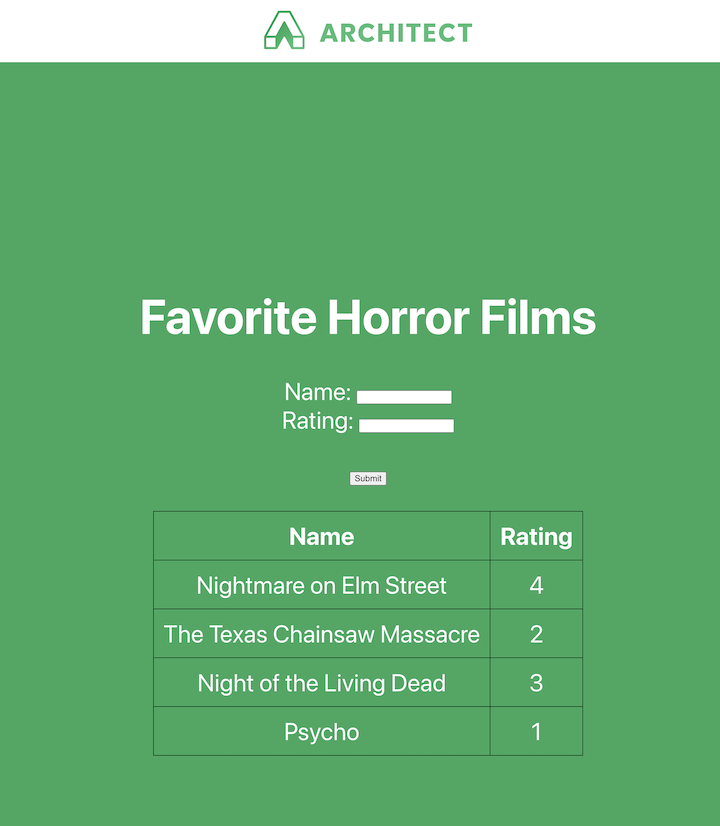 ARCHITECT
Favorite Horror Films
Name:
Rating:
Submit
Name Rating
Nightmare on Elm Street 4
The Texas Chainsaw Massacre 2
Night of the Living Dead 3
Psycho 1